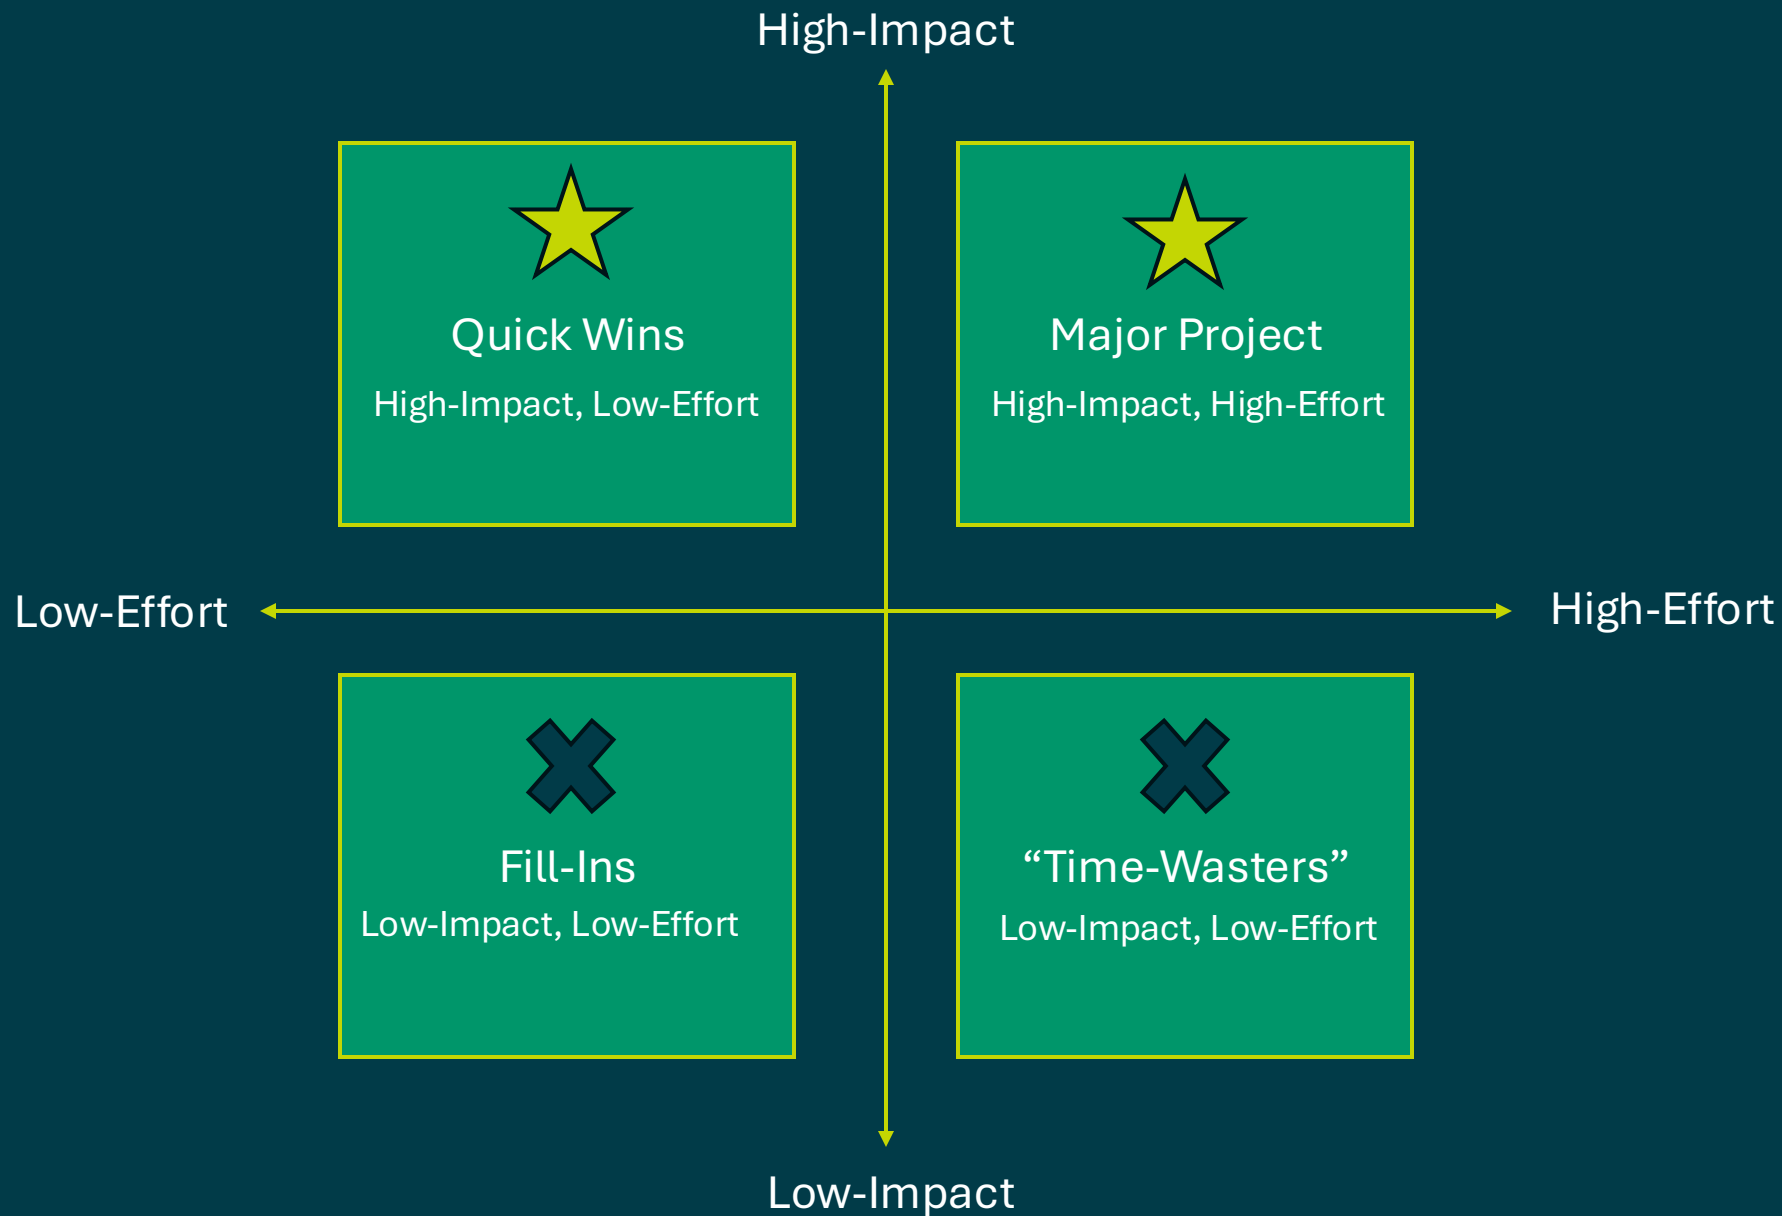 High-Impact
Quick Wins
High-Impact, Low-Effort
Major Project
High-Impact, High-Effort
Low-Effort
High-Effort
Fill-Ins
Low-Impact, Low-Effort
“Time-Wasters”
Low-Impact, Low-Effort
Low-Impact